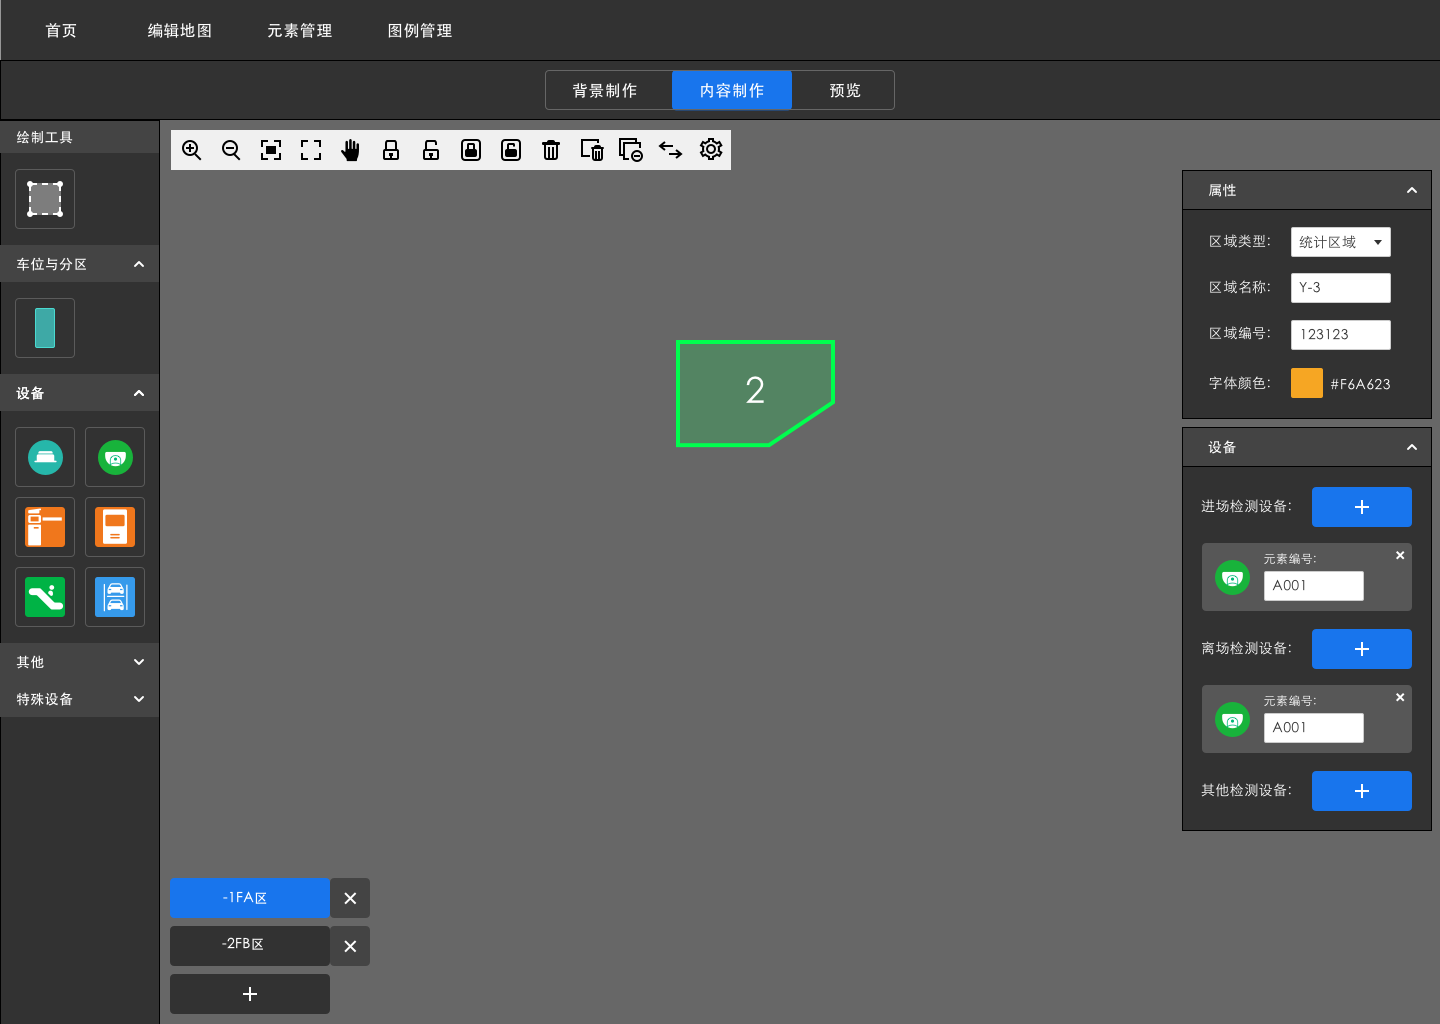 首页 编辑地图 元素管理 图例管理
背景制作 内容制作 预览
绘制工具
车位与分区
设备
其他
特殊设备
2
属性
区域类型： 统计区域
区域名称： Y-3
区域编号： 123123
字体颜色： #F6A623
设备
进场检测设备：
元素编号：
A001
离场检测设备：
元素编号：
A001
其他检测设备：
-1FA区
-2FB区